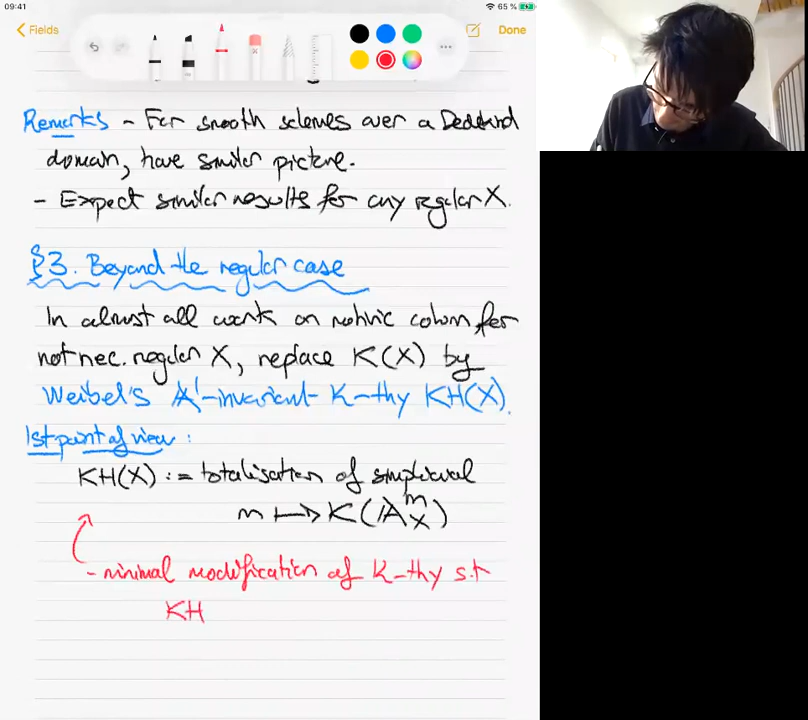 09:41
65 %
Fields
Done
Remarks - For smooth schemes over a Dedekind
domain, have similar picture.
- Expect similar results for any regular X.
§3. Beyond the regular case
In almost all work on motivic cohom, for
not nec. regular X, replace K(X) by
Weibel's A¹-invariant K-thy KH(X).
1st point of view:
KH(X) := totalisation of simplicial
m ↦ K(A^m_X)
- minimal modification of K-thy s.t
KH